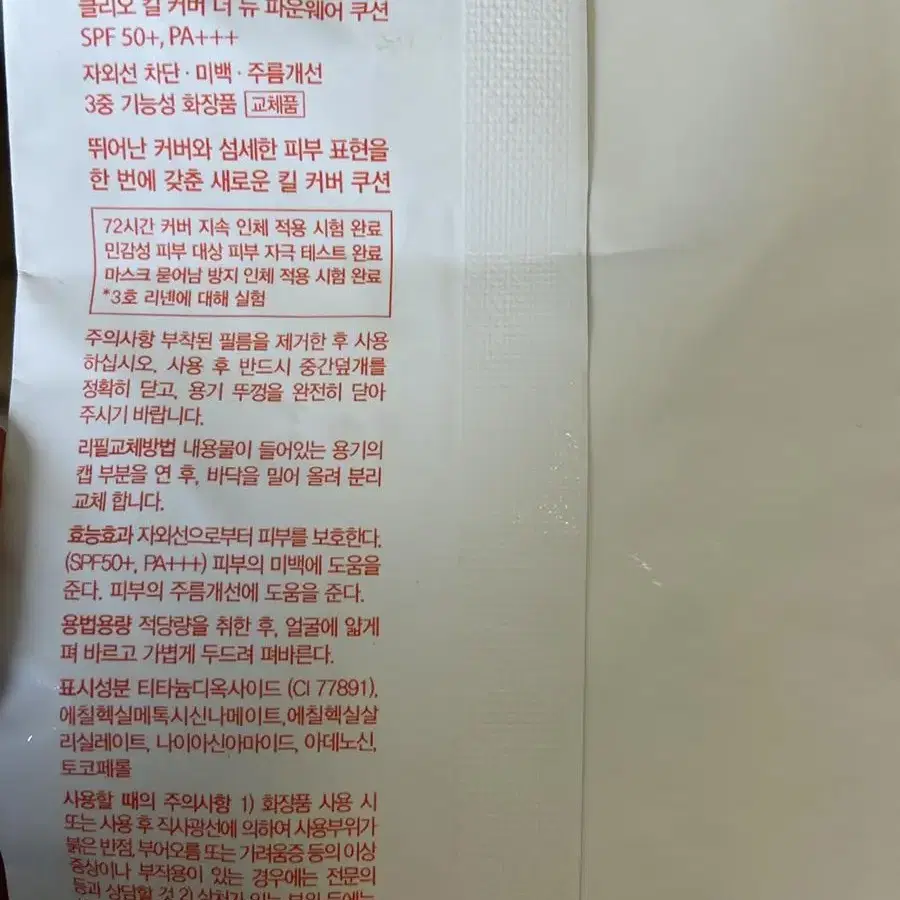 클리오 킬 커버 더 뉴 파운웨어 쿠션
SPF 50+, PA+++
자외선 차단·미백·주름개선
3중 기능성 화장품 교체품
뛰어난 커버와 섬세한 피부 표현을
한 번에 갖춘 새로운 킬 커버 쿠션
72시간 커버 지속 인체 적용 시험 완료
민감성 피부 대상 피부 자극 테스트 완료
마스크 묻어남 방지 인체 적용 시험 완료
*3호 리넨에 대해 실험
주의사항 부착된 필름을 제거한 후 사용
하십시오, 사용 후 반드시 중간덮개를
정확히 닫고, 용기 뚜껑을 완전히 닫아
주시기 바랍니다.
리필교체방법 내용물이 들어있는 용기의
캡 부분을 연 후, 바닥을 밀어 올려 분리
교체 합니다.
효능효과 자외선으로부터 피부를 보호한다.
(SPF50+, PA+++) 피부의 미백에 도움을
준다. 피부의 주름개선에 도움을 준다.
용법용량 적당량을 취한 후, 얼굴에 얇게
펴 바르고 가볍게 두드려 펴바른다.
표시성분 티타늄디옥사이드 (CI 77891),
에칠헥실메톡시신나메이트, 에칠헥실살
리실레이트, 나이아신아마이드, 아데노신,
토코페롤
사용할 때의 주의사항 1) 화장품 사용 시
또는 사용 후 직사광선에 의하여 사용부위가
붉은 반점, 부어오름 또는 가려움증 등의 이상
증상이나 부작용이 있는 경우에는 전문의
등과 상담할 것 2) 상처가 있는 부위 등에는